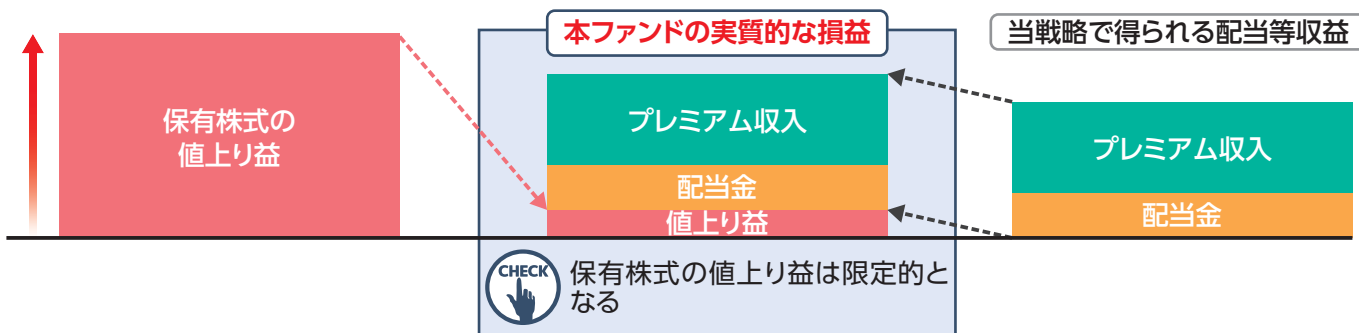 本ファンドの実質的な損益
当戦略で得られる配当等収益
保有株式の
値上り益
プレミアム収入
配当金
値上り益
プレミアム収入
配当金
CHECK
保有株式の値上り益は限定的と
なる